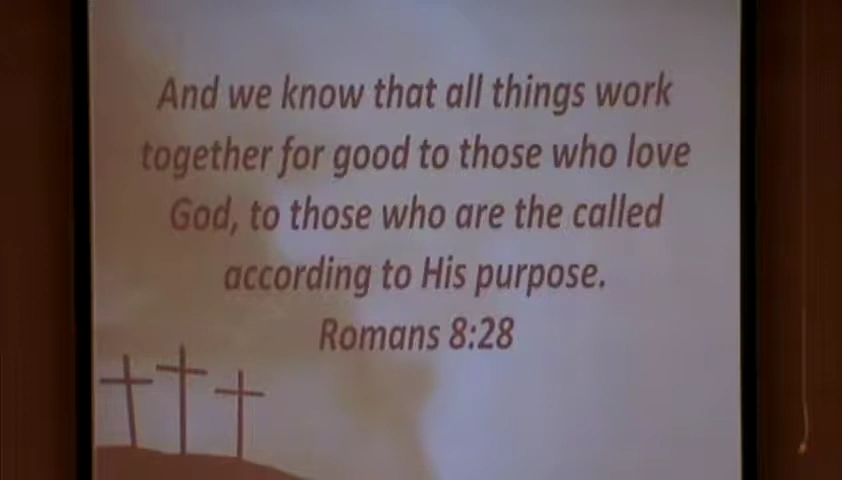 And we know that all things work
together for good to those who love
God, to those who are the called
according to His purpose.
Romans 8:28